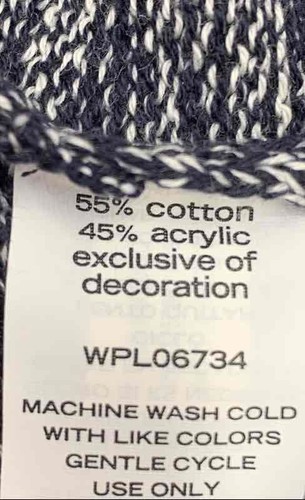 55% cotton
45% acrylic
exclusive of
decoration
WPL06734
MACHINE WASH COLD
WITH LIKE COLORS
GENTLE CYCLE
USE ONLY